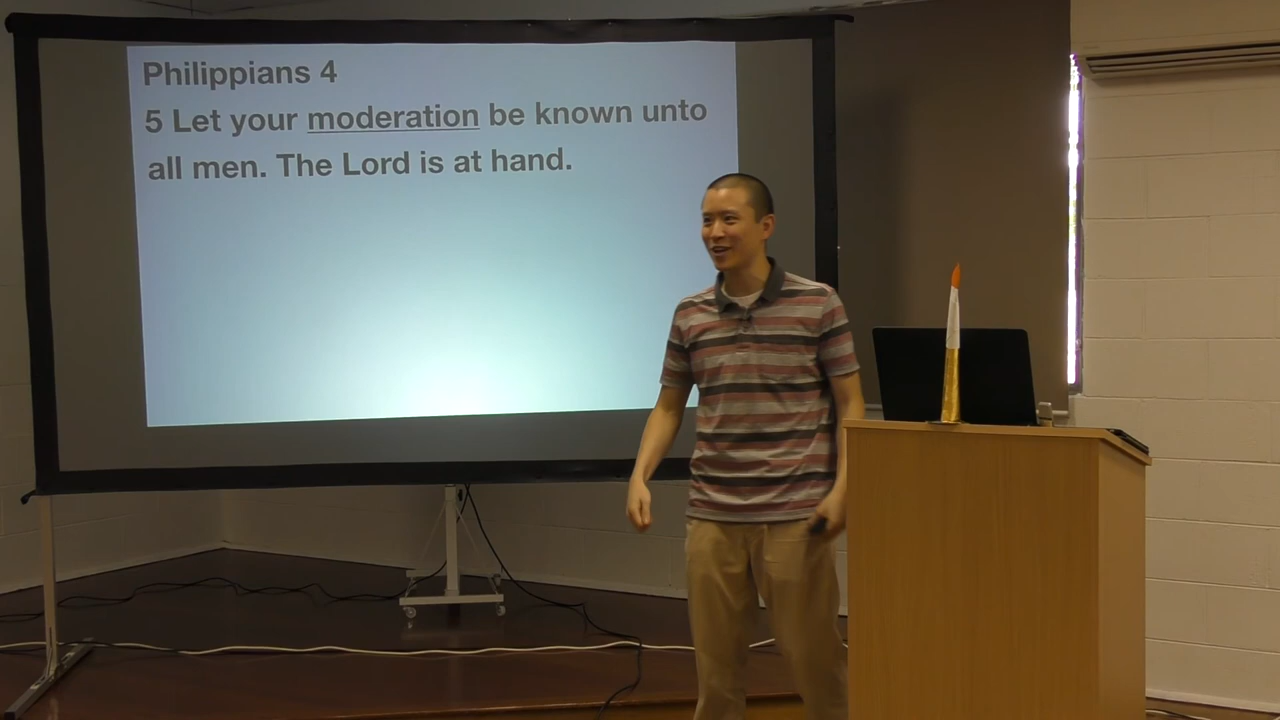 Philippians 4
5 Let your moderation be known unto
all men. The Lord is at hand.